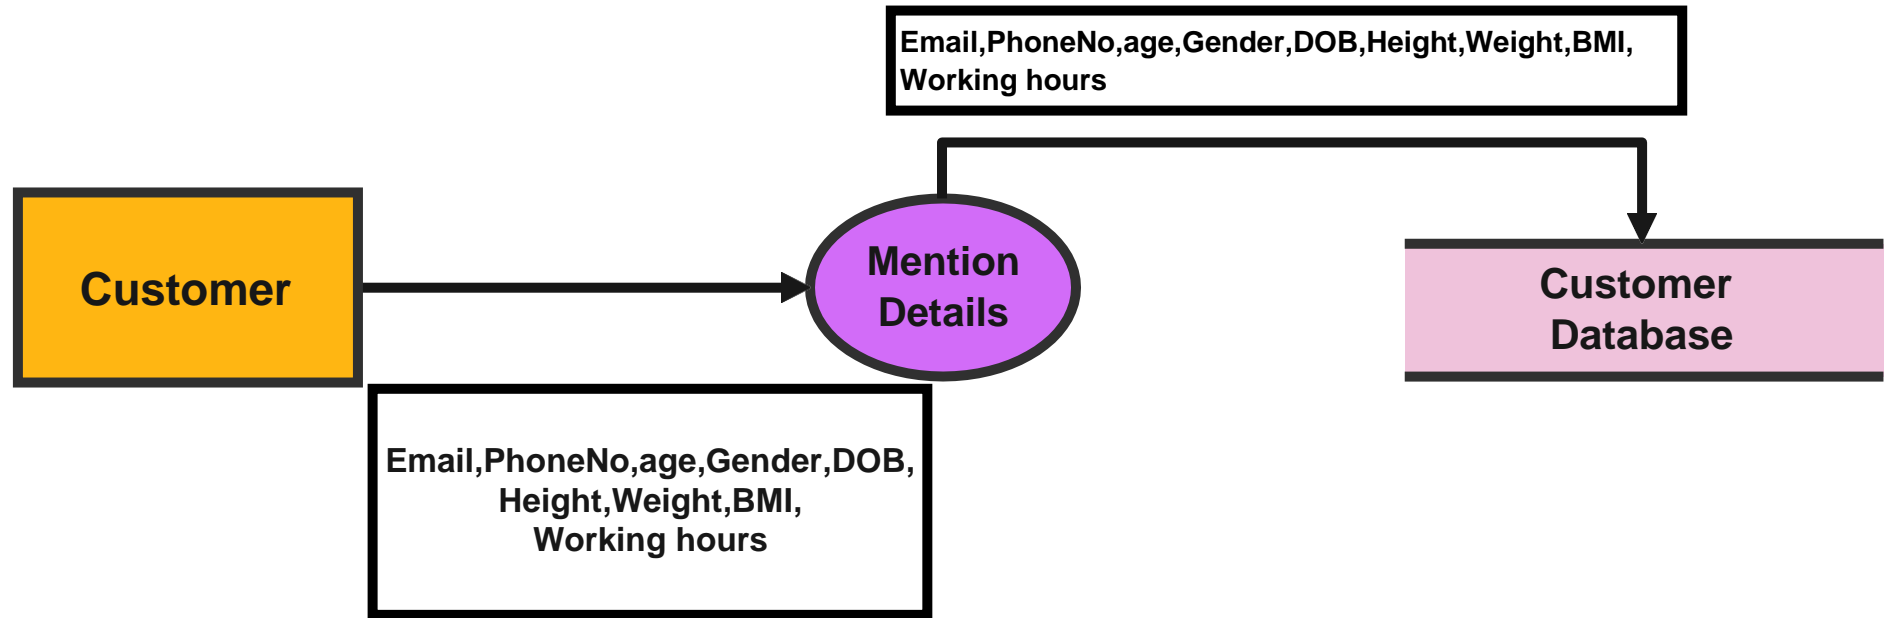 Email,PhoneNo,age,Gender,DOB,Height,Weight,BMI,
Working hours
Customer
Mention
Details
Customer
Database
Email,PhoneNo,age,Gender,DOB,
Height,Weight,BMI,
Working hours